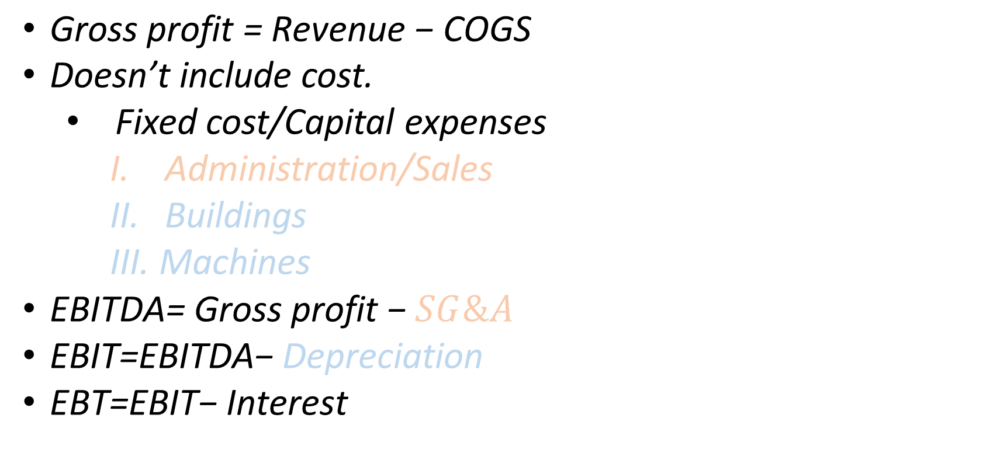 • Gross profit = Revenue − COGS
• Doesn’t include cost.
• Fixed cost/Capital expenses
I. Administration/Sales
II. Buildings
III. Machines
• EBITDA= Gross profit − SG&A
• EBIT=EBITDA− Depreciation
• EBT=EBIT− Interest